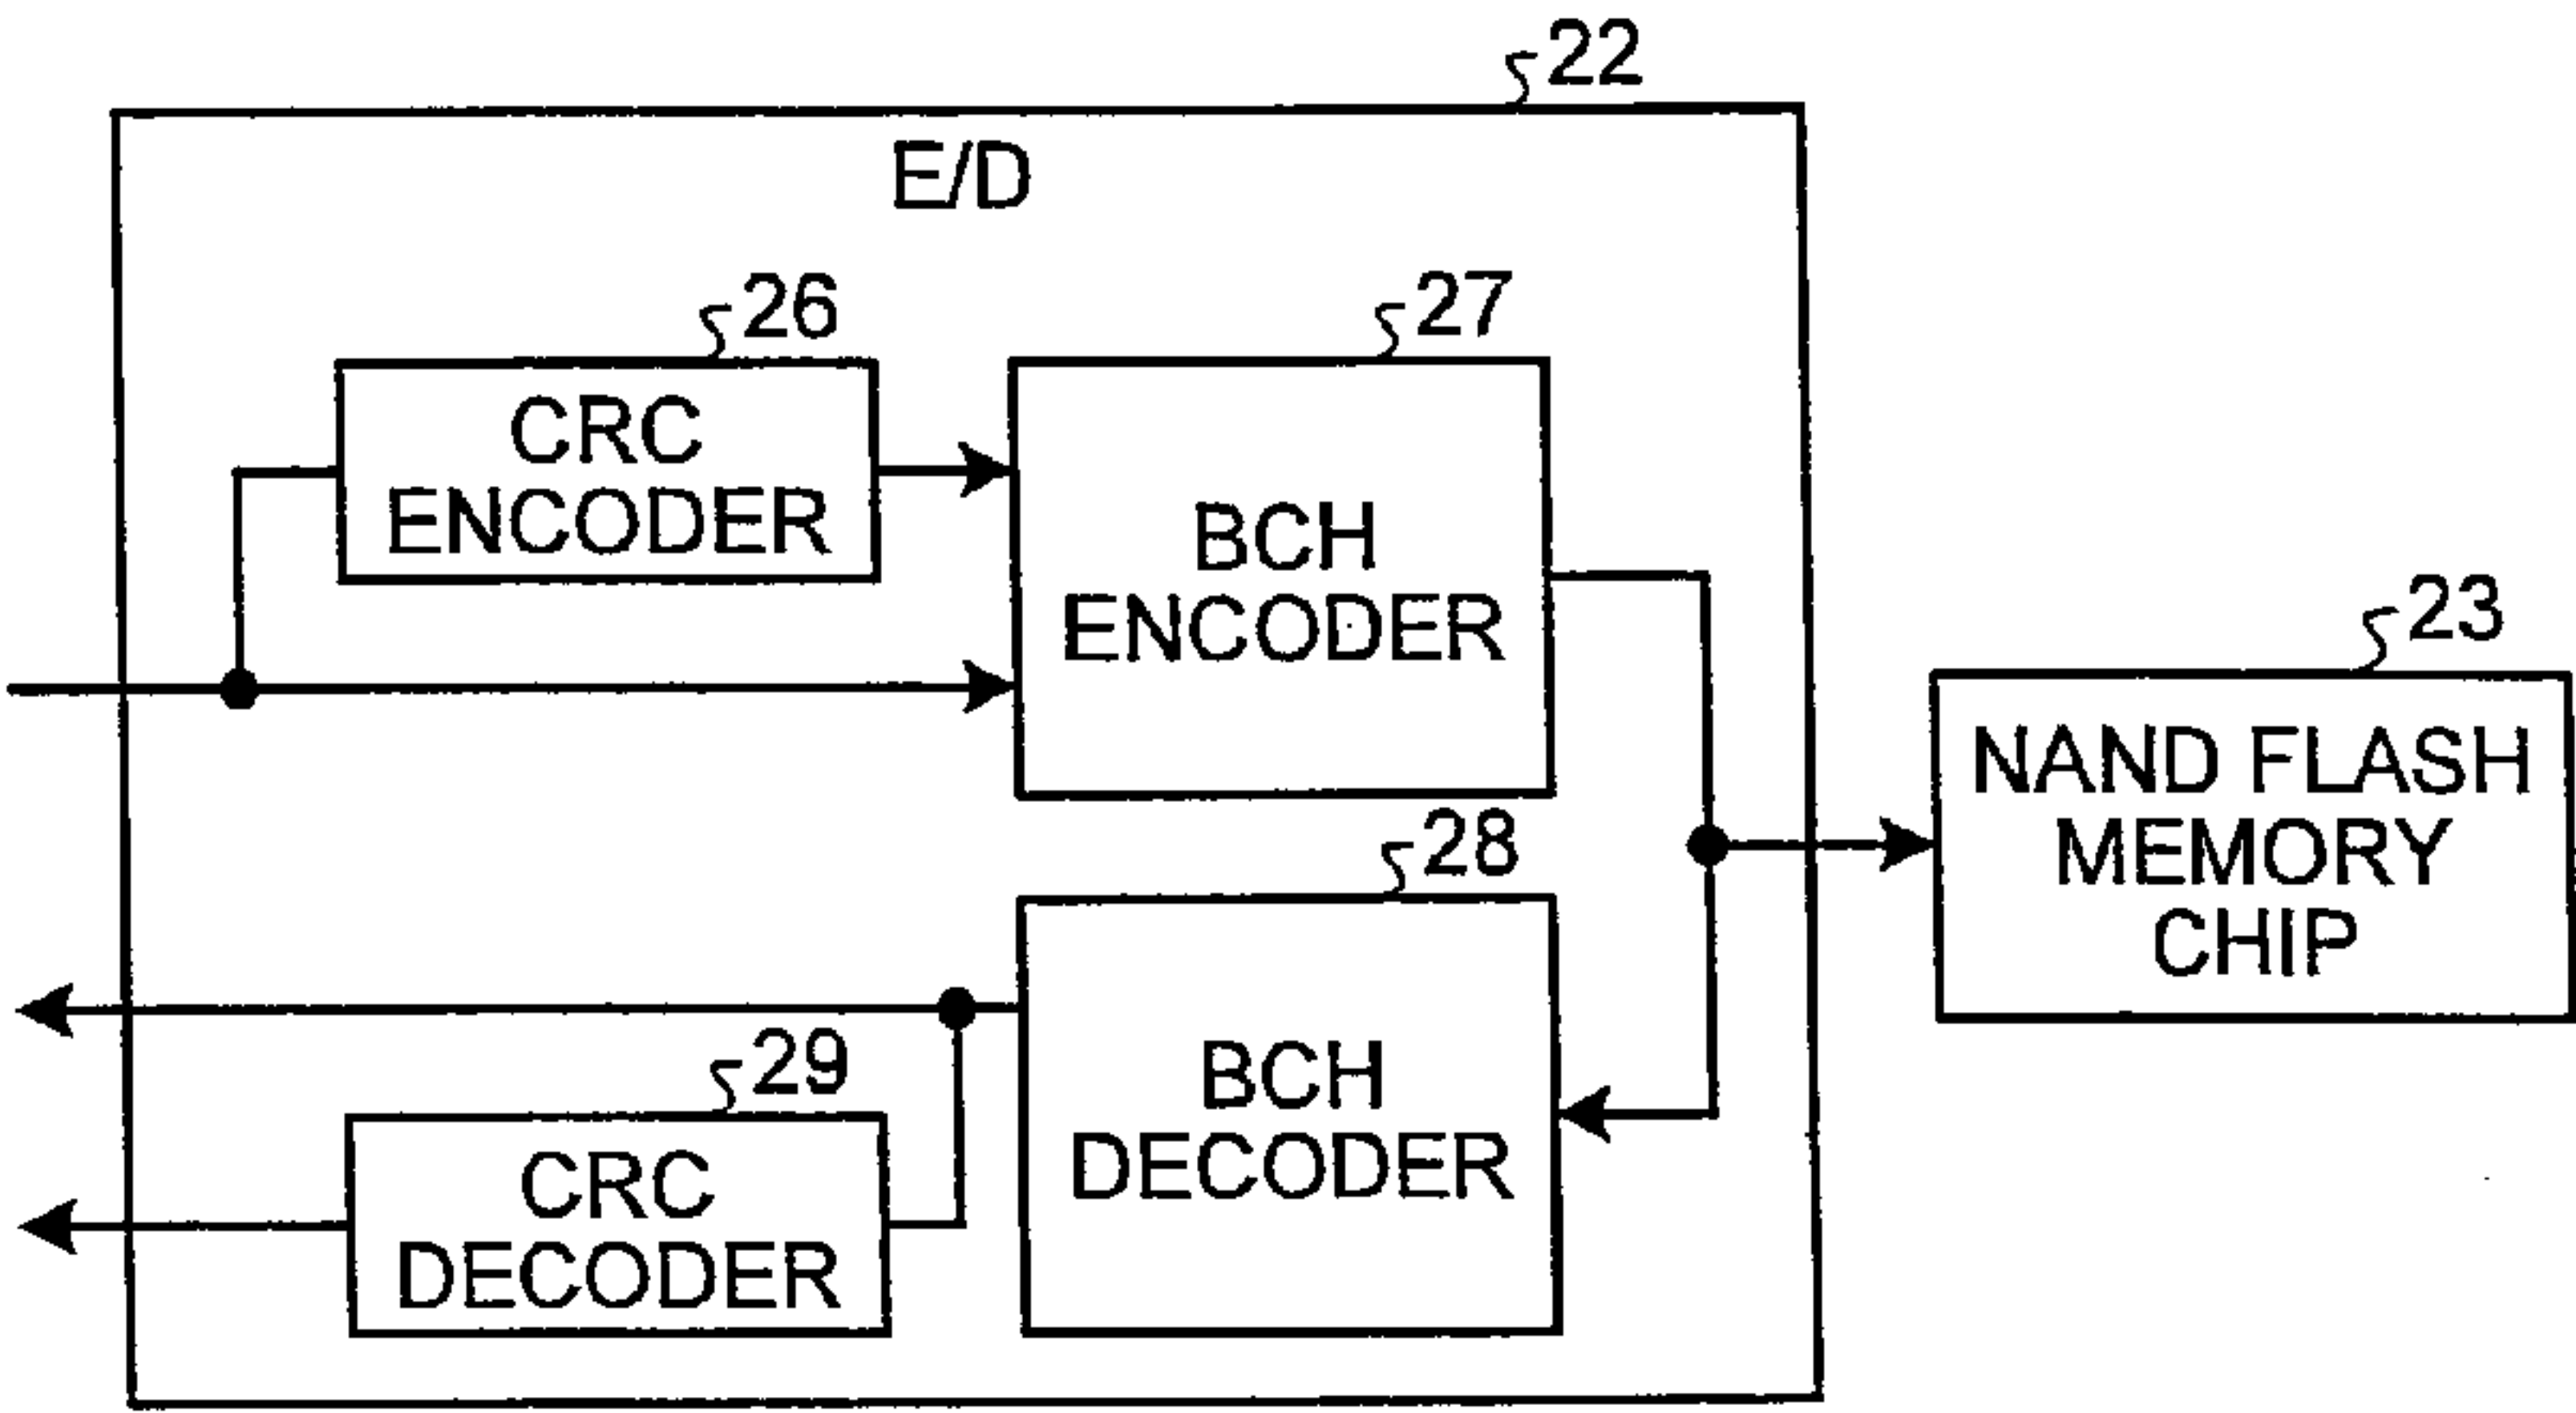 22
E/D
26
27
CRC
ENCODER
BCH
ENCODER
23
NAND FLASH
MEMORY
CHIP
28
29
BCH
DECODER
CRC
DECODER